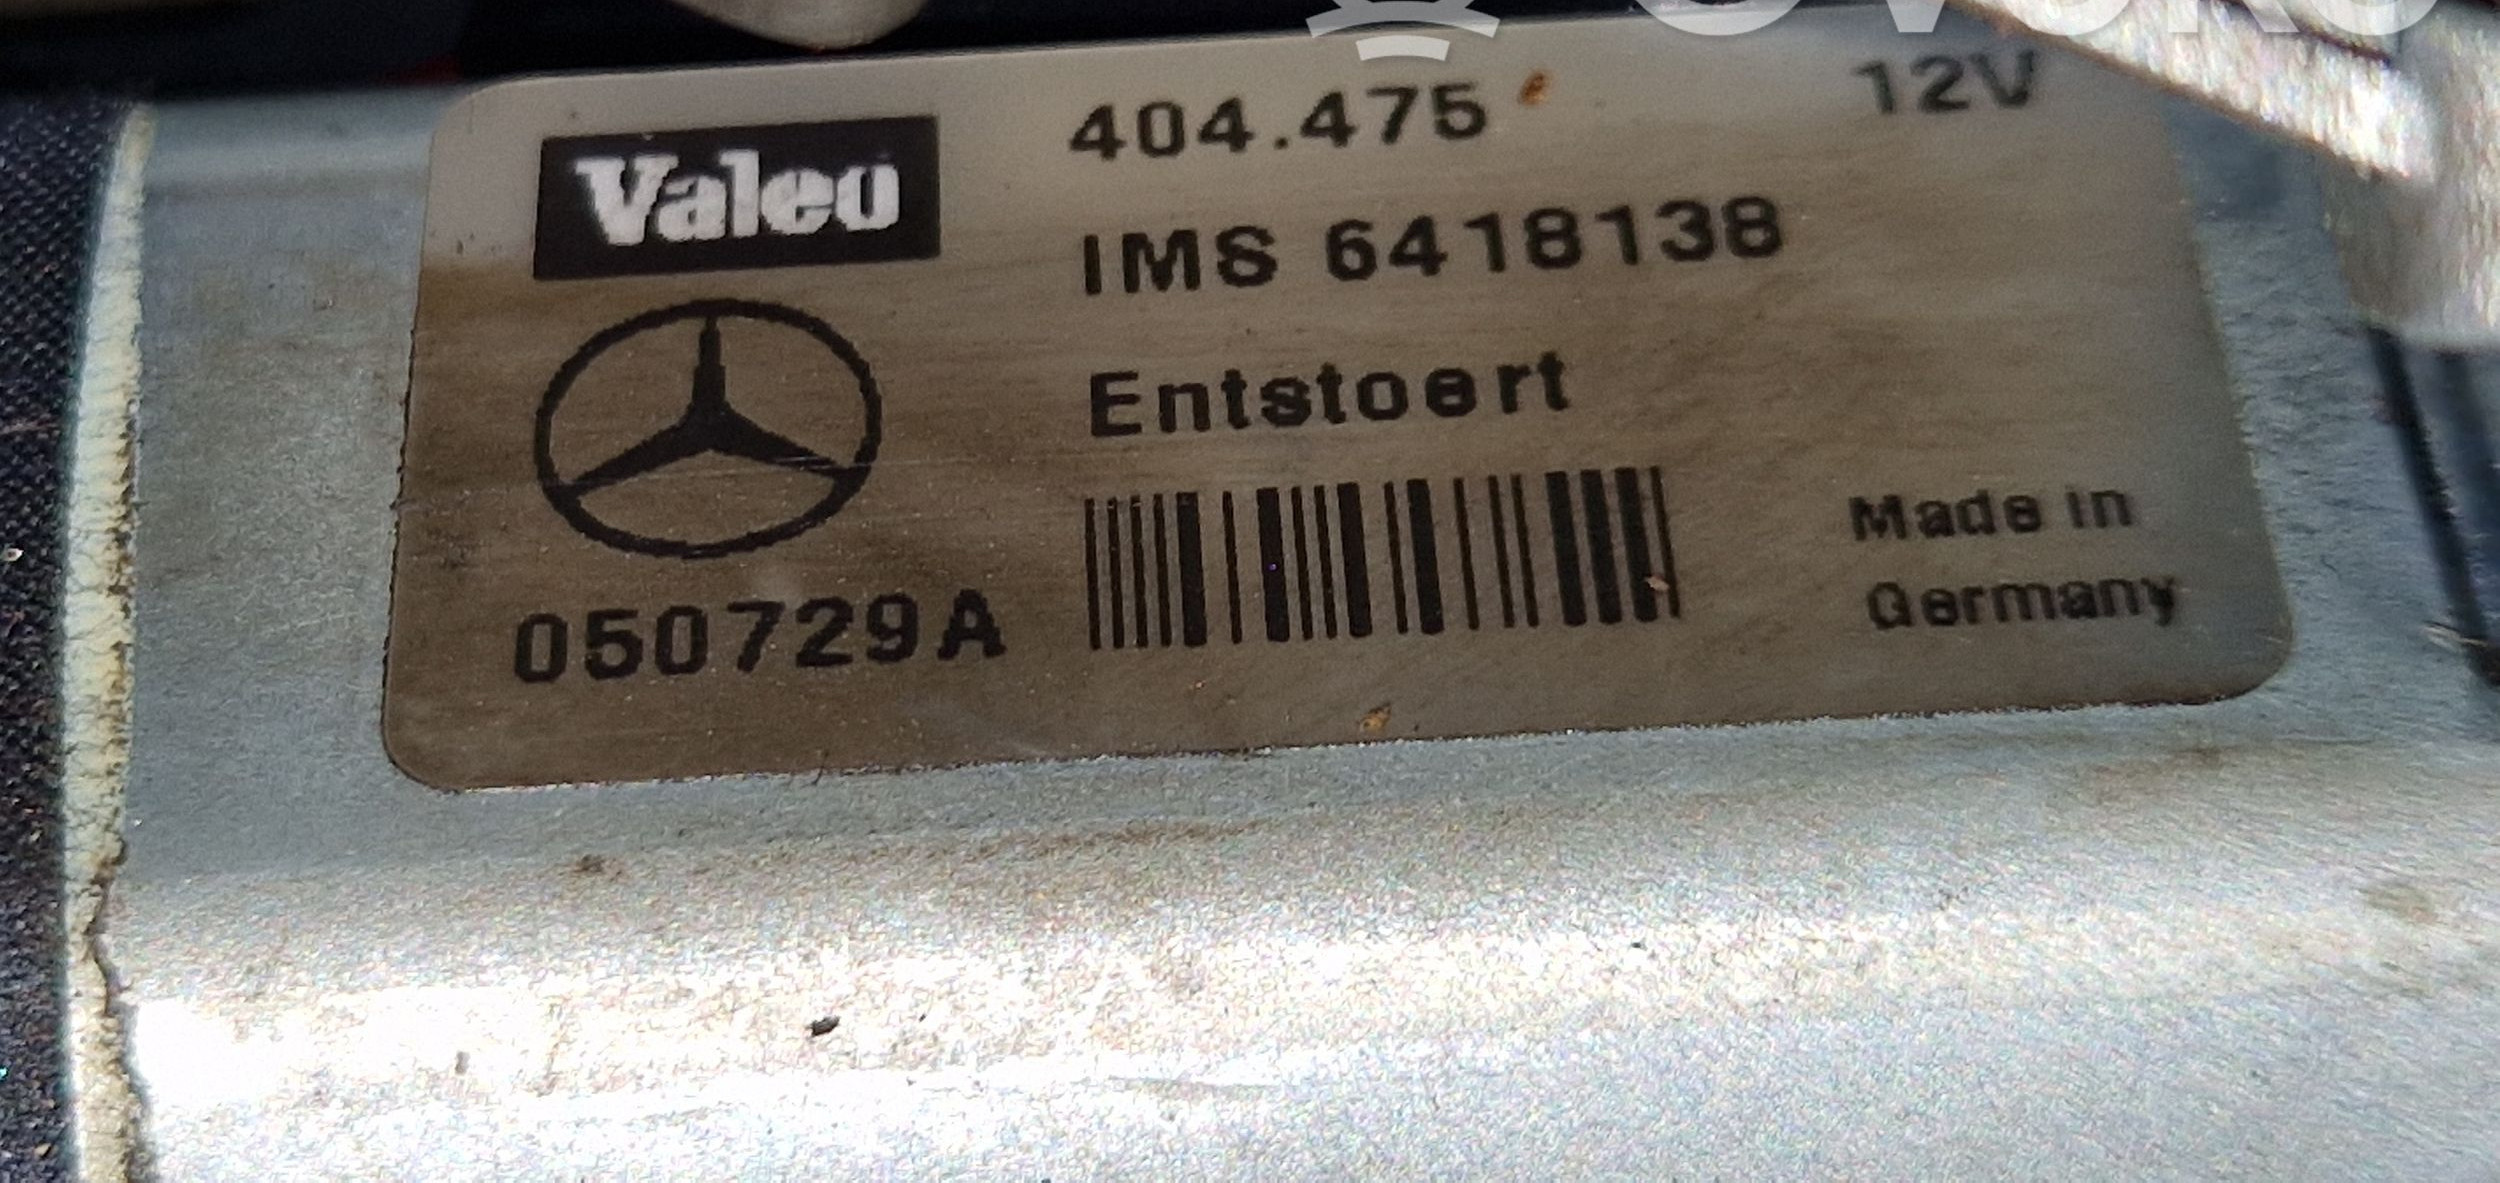 Valeo
404.475
12V
IMS 6418138
Entstoert
050729A
Made in
Germany